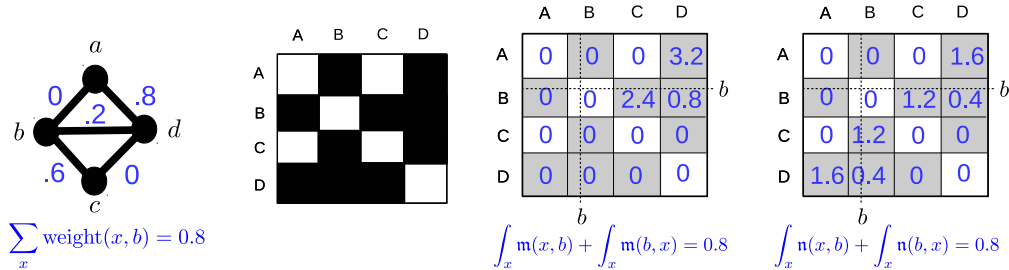 a
0
.8
.2
b
d
.6
0
c
∑ₓ weight(x, b) = 0.8
A B C D
A
B
C
D
A B C D
A 0 0 0 3.2
B 0 0 2.4 0.8 b
C 0 0 0 0
D 0 0 0 0
b
∫ₓ 𝔪(x, b) + ∫ₓ 𝔪(b, x) = 0.8
A B C D
A 0 0 0 1.6
B 0 0 1.2 0.4 b
C 0 1.2 0 0
D 1.6 0.4 0 0
b
∫ₓ 𝔫(x, b) + ∫ₓ 𝔫(b, x) = 0.8